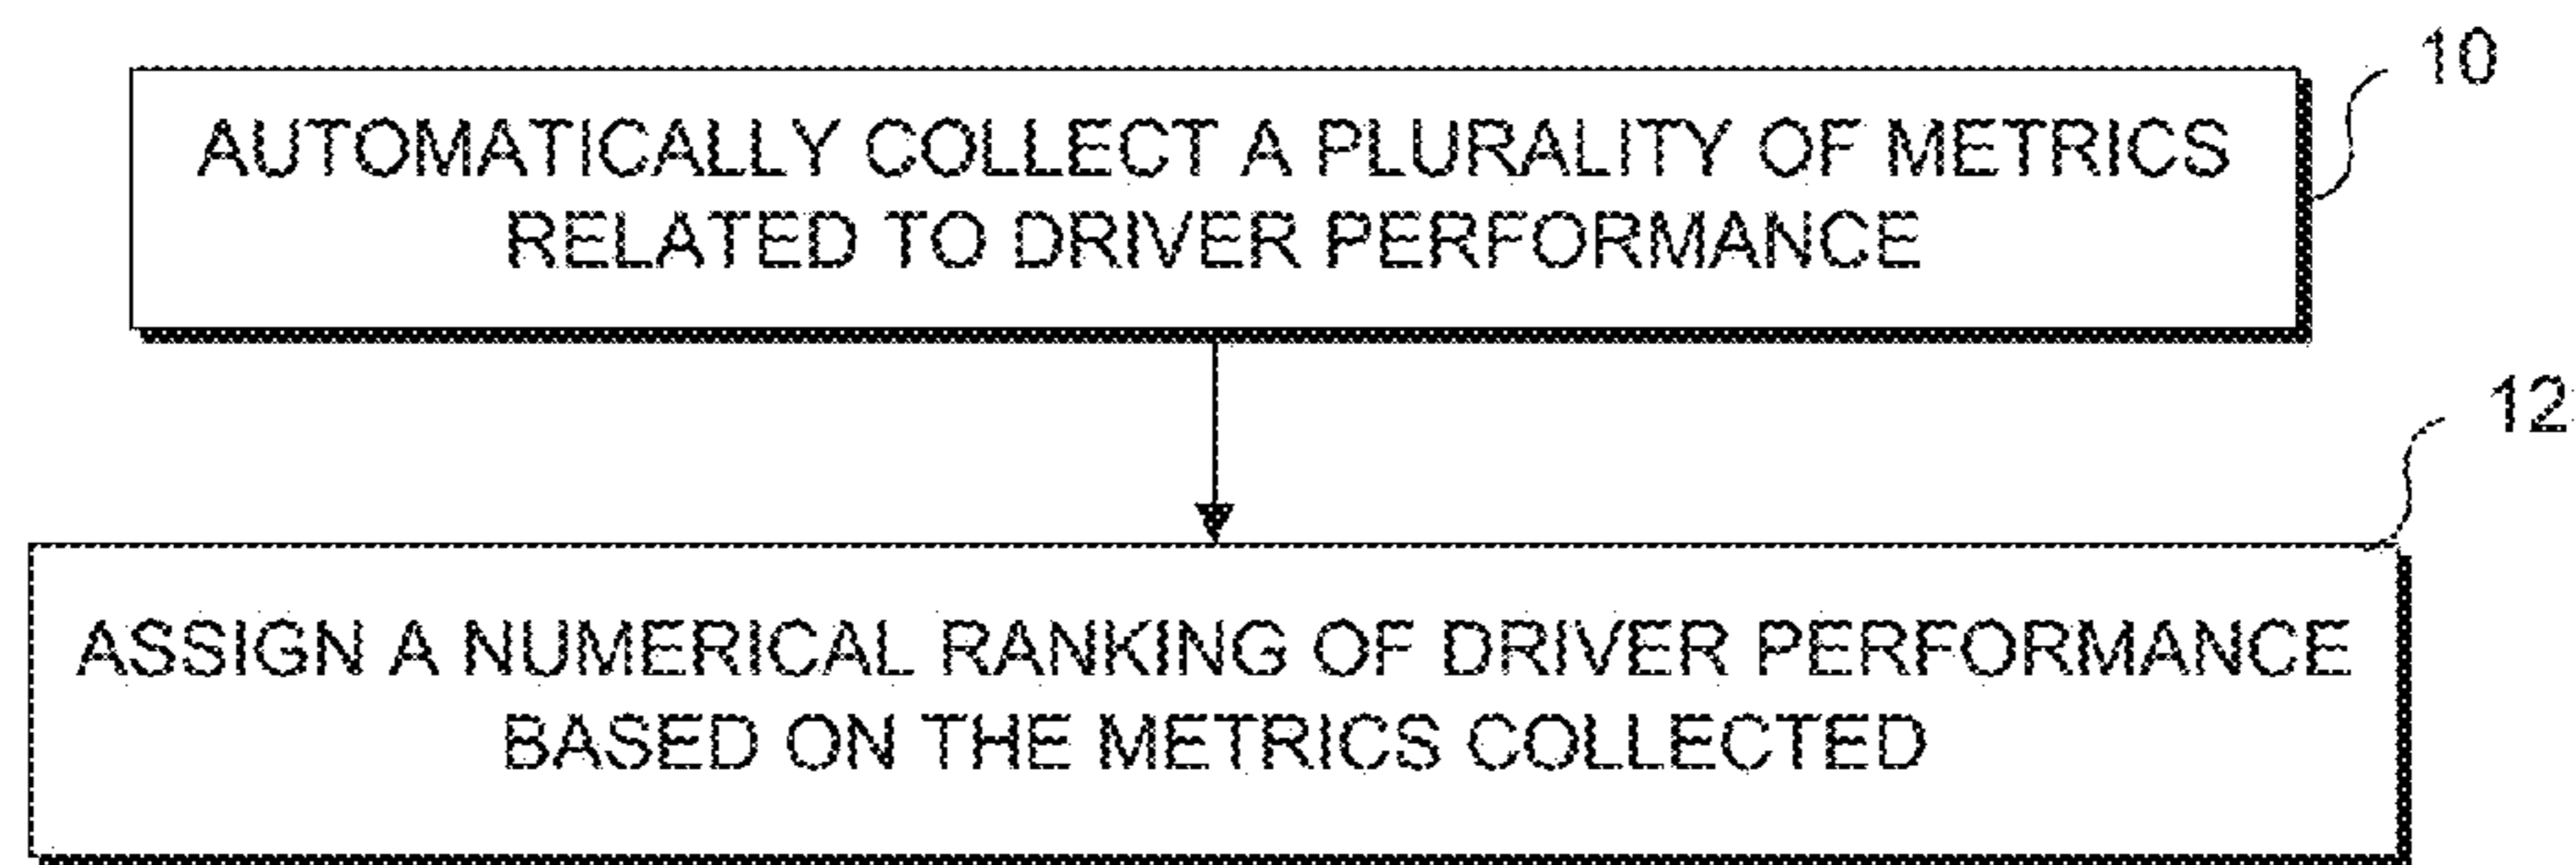 10
AUTOMATICALLY COLLECT A PLURALITY OF METRICS
RELATED TO DRIVER PERFORMANCE
12
ASSIGN A NUMERICAL RANKING OF DRIVER PERFORMANCE
BASED ON THE METRICS COLLECTED